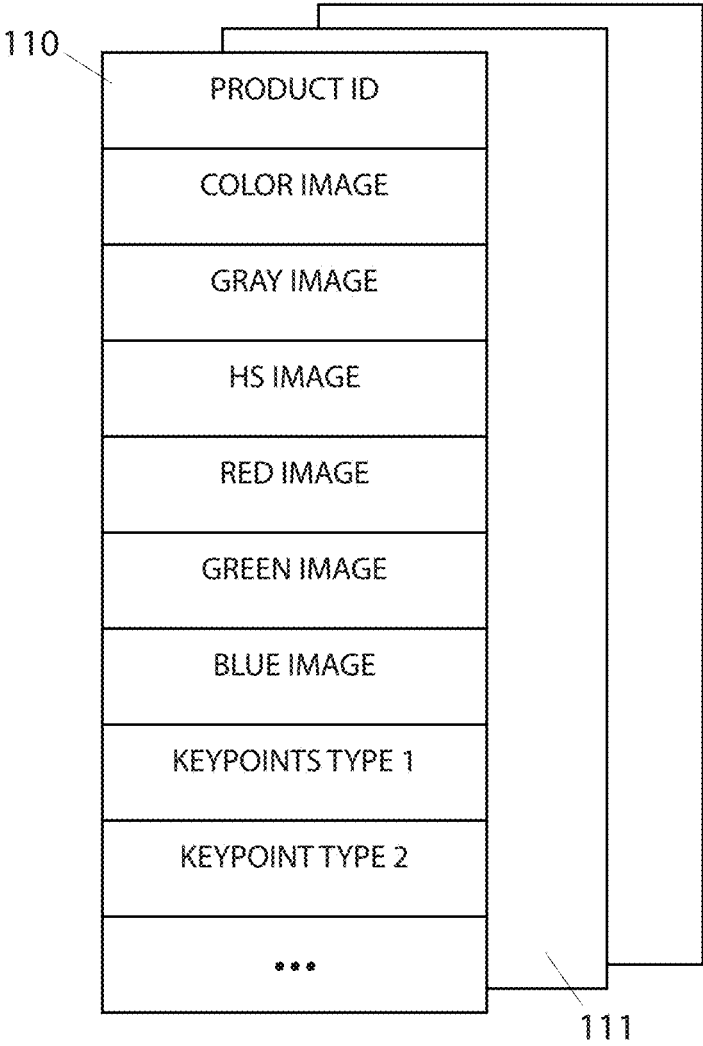 110
PRODUCT ID
COLOR IMAGE
GRAY IMAGE
HS IMAGE
RED IMAGE
GREEN IMAGE
BLUE IMAGE
KEYPOINTS TYPE 1
KEYPOINT TYPE 2
•••
111